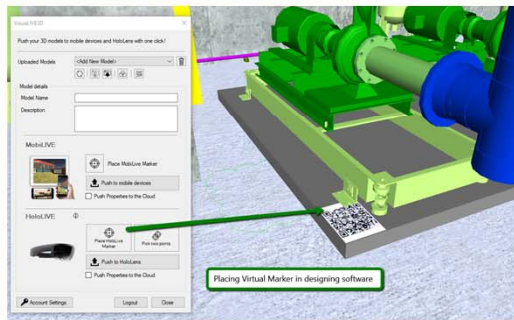 VirtualLIVE3D
Push your 3D models to mobile devices and HoloLens with one click!
Uploaded Models
<Add New Model>
Model details
Model Name
Description
MobiLIVE
Place MobiLive Marker
Push to mobile devices
Push Properties to the Cloud
HoloLIVE
Place HoloLive
Marker
Pick two points
Push to HoloLens
Push Properties to the Cloud
Placing Virtual Marker in designing software
Account Settings
Logout
Close